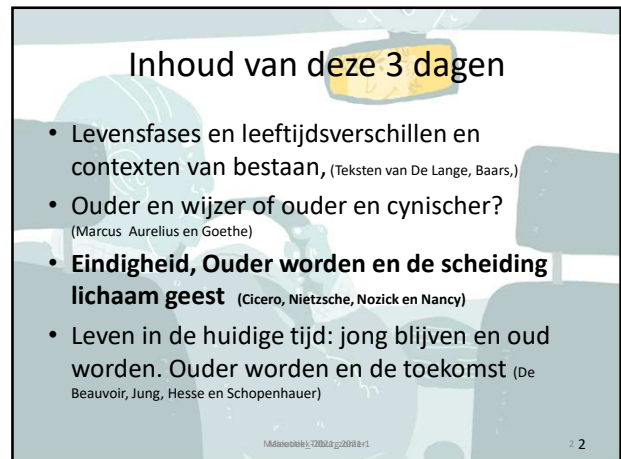 Inhoud van deze 3 dagen
• Levensfases en leeftijdsverschillen en
contexten van bestaan, (Teksten van De Lange, Baars,)
• Ouder en wijzer of ouder en cynischer?
(Marcus Aurelius en Goethe)
• Eindigheid, Ouder worden en de scheiding
lichaam geest (Cicero, Nietzsche, Nozick en Nancy)
• Leven in de huidige tijd: jong blijven en oud
worden. Ouder worden en de toekomst (De
Beauvoir, Jung, Hesse en Schopenhauer)
2 2